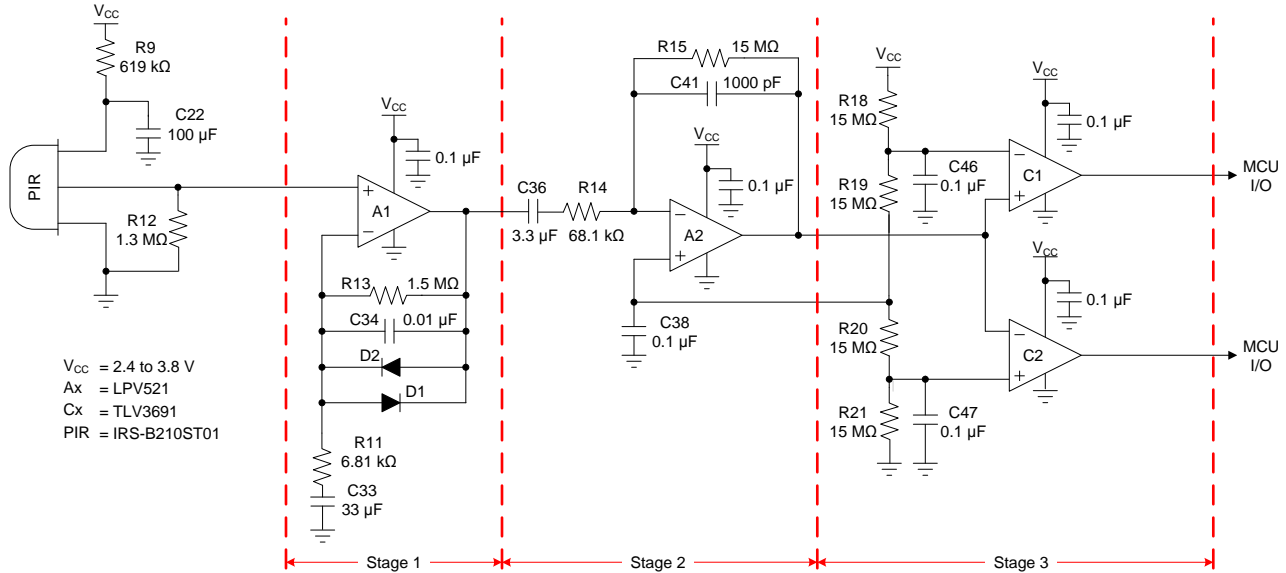 VCC
R9
619 kΩ
C22
100 µF
PIR
R12
1.3 MΩ
VCC = 2.4 to 3.8 V
Ax = LPV521
Cx = TLV3691
PIR = IRS-B210ST01
VCC
0.1 µF
+
A1
−
R13
1.5 MΩ
C34
0.01 µF
D2
D1
R11
6.81 kΩ
C33
33 µF
Stage 1
C36
3.3 µF
R14
68.1 kΩ
R15
15 MΩ
C41
1000 pF
VCC
0.1 µF
−
A2
+
C38
0.1 µF
Stage 2
VCC
R18
15 MΩ
R19
15 MΩ
C46
0.1 µF
R20
15 MΩ
R21
15 MΩ
C47
0.1 µF
VCC
0.1 µF
−
C1
+
MCU
I/O
VCC
0.1 µF
−
C2
+
MCU
I/O
Stage 3